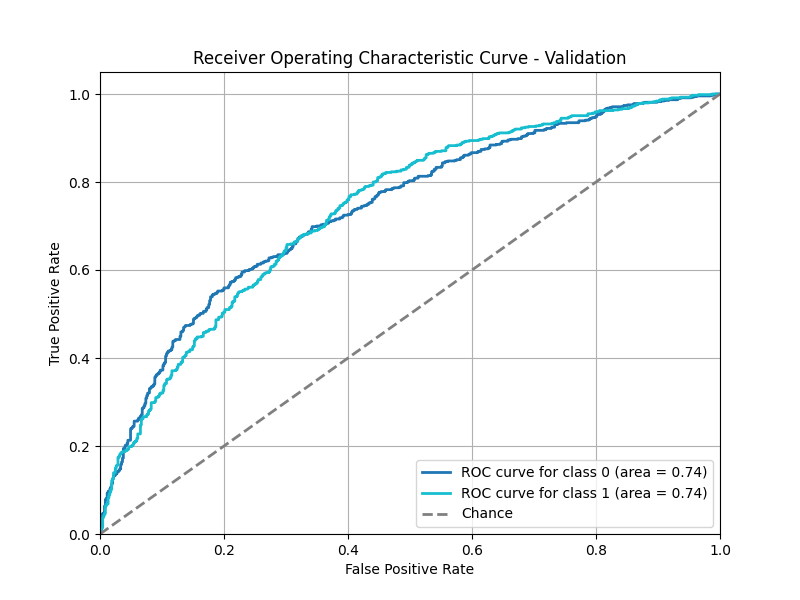 Receiver Operating Characteristic Curve - Validation
True Positive Rate
1.0
0.8
0.6
0.4
0.2
0.0
0.0 0.2 0.4 0.6 0.8 1.0
False Positive Rate
ROC curve for class 0 (area = 0.74)
ROC curve for class 1 (area = 0.74)
Chance